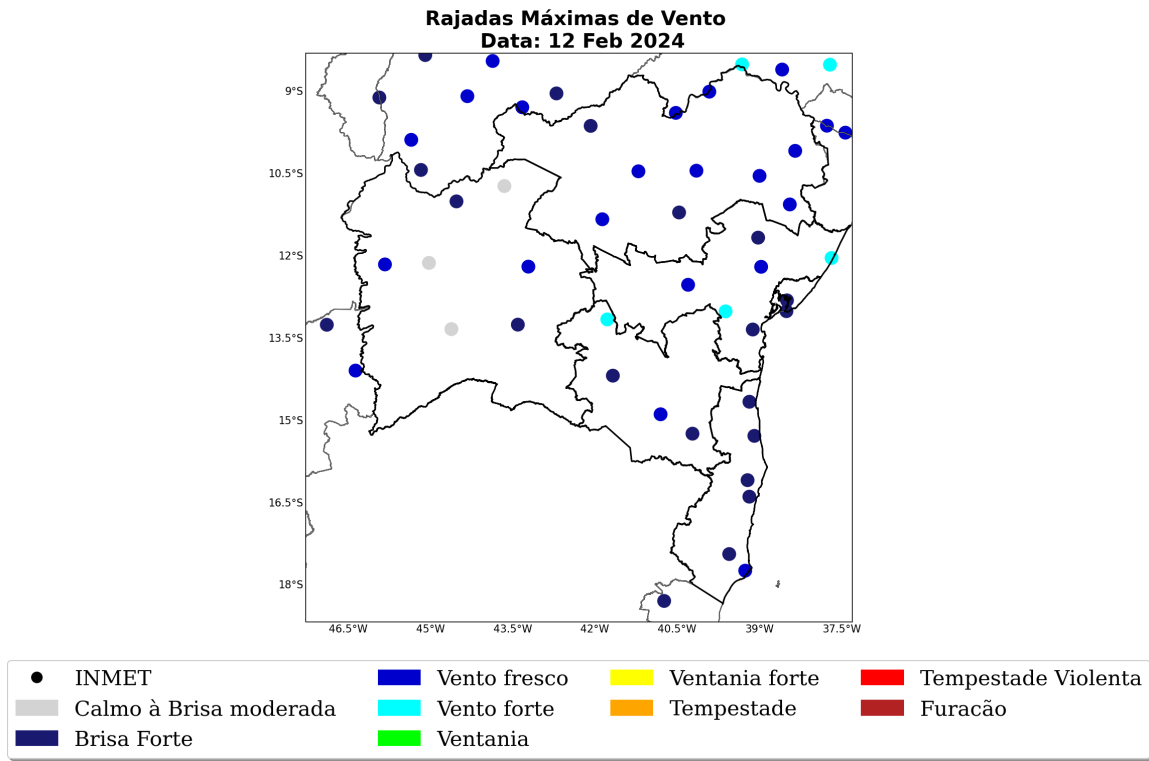 Rajadas Máximas de Vento
Data: 12 Feb 2024
9°S
10.5°S
12°S
13.5°S
15°S
16.5°S
18°S
46.5°W 45°W 43.5°W 42°W 40.5°W 39°W 37.5°W
INMET Vento fresco Ventania forte Tempestade Violenta
Calmo à Brisa moderada Vento forte Tempestade Furacão
Brisa Forte Ventania